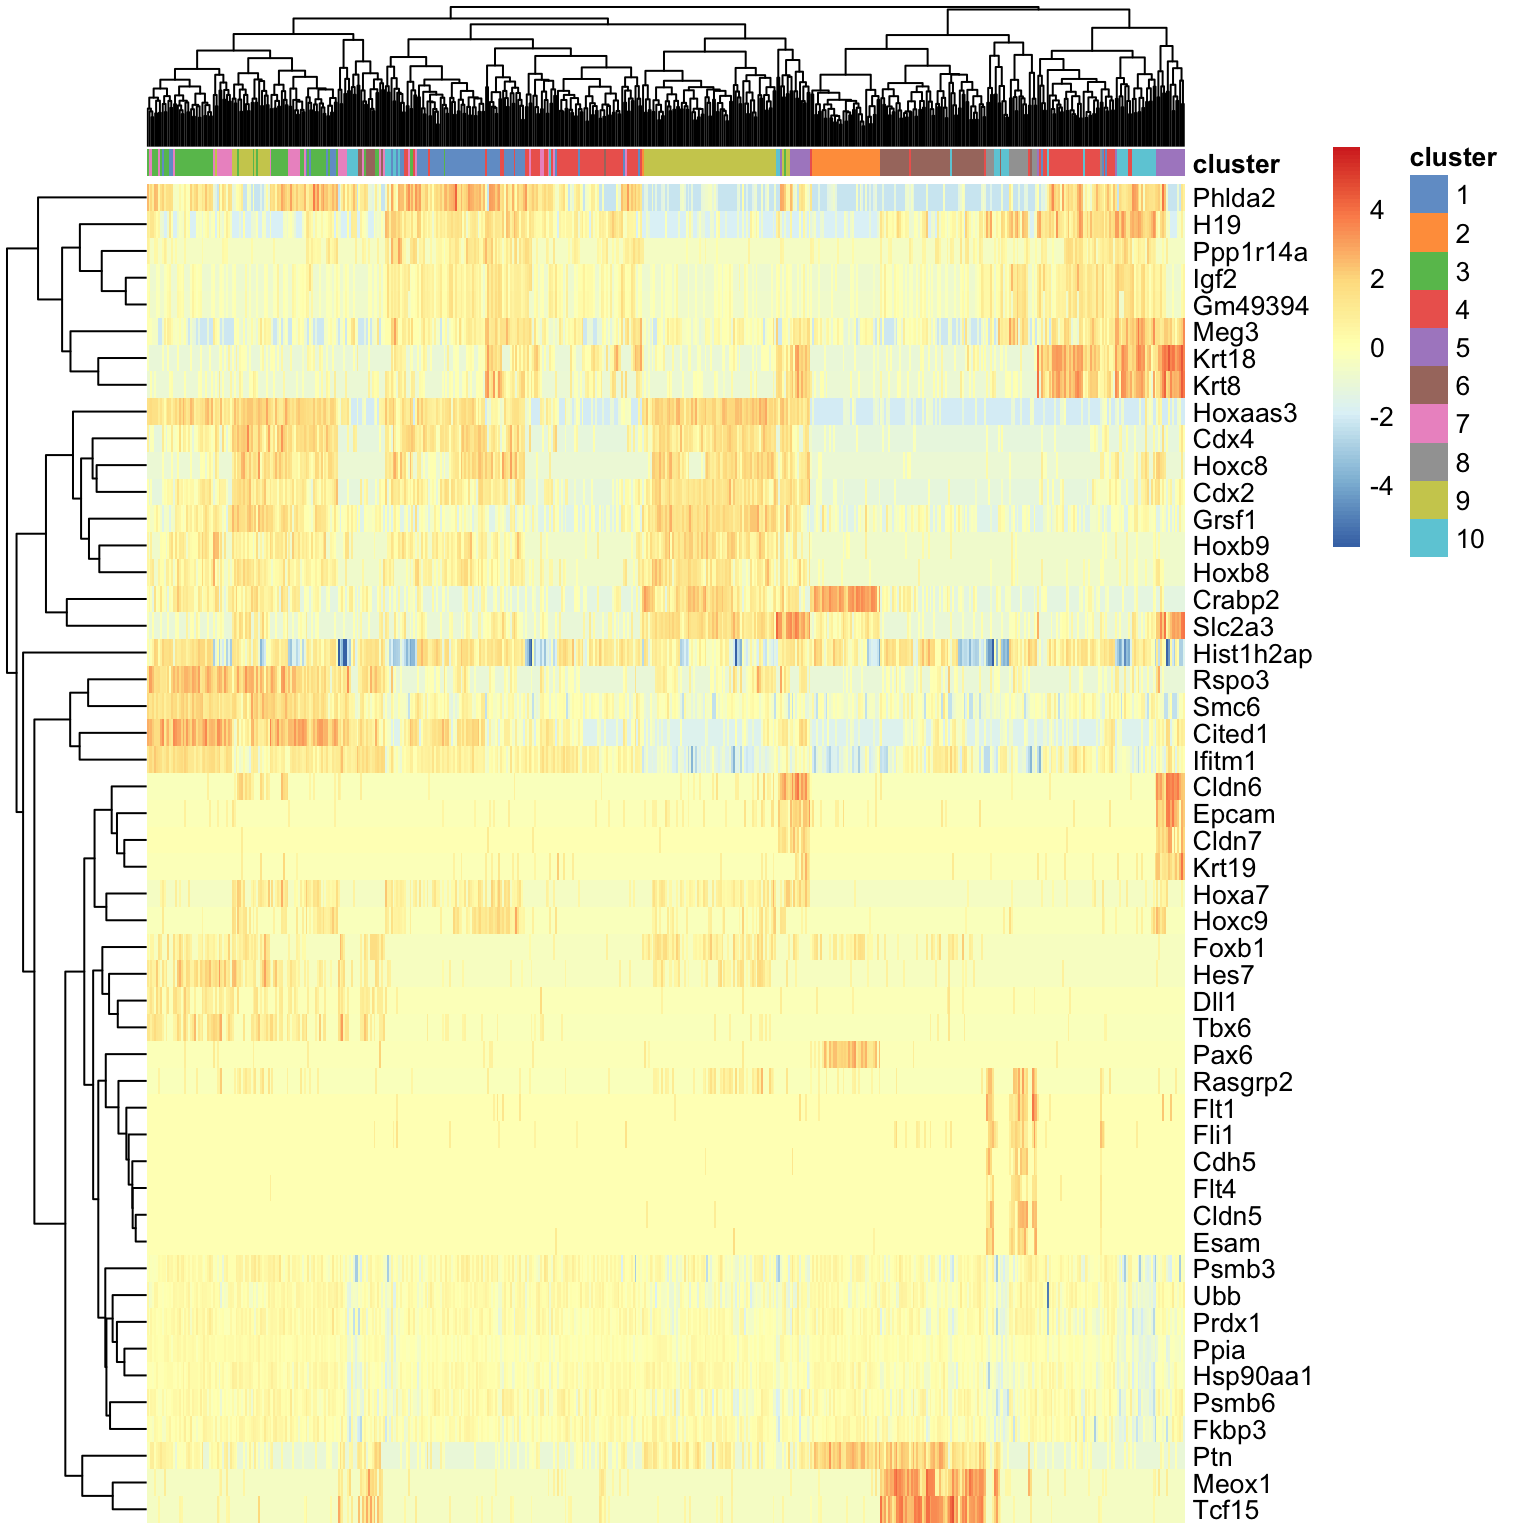 cluster
Phlda2
H19
Ppp1r14a
Igf2
Gm49394
Meg3
Krt18
Krt8
Hoxaas3
Cdx4
Hoxc8
Cdx2
Grsf1
Hoxb9
Hoxb8
Crabp2
Slc2a3
Hist1h2ap
Rspo3
Smc6
Cited1
Ifitm1
Cldn6
Epcam
Cldn7
Krt19
Hoxa7
Hoxc9
Foxb1
Hes7
Dll1
Tbx6
Pax6
Rasgrp2
Flt1
Fli1
Cdh5
Flt4
Cldn5
Esam
Psmb3
Ubb
Prdx1
Ppia
Hsp90aa1
Psmb6
Fkbp3
Ptn
Meox1
Tcf15
4
2
0
-2
-4
cluster
1
2
3
4
5
6
7
8
9
10